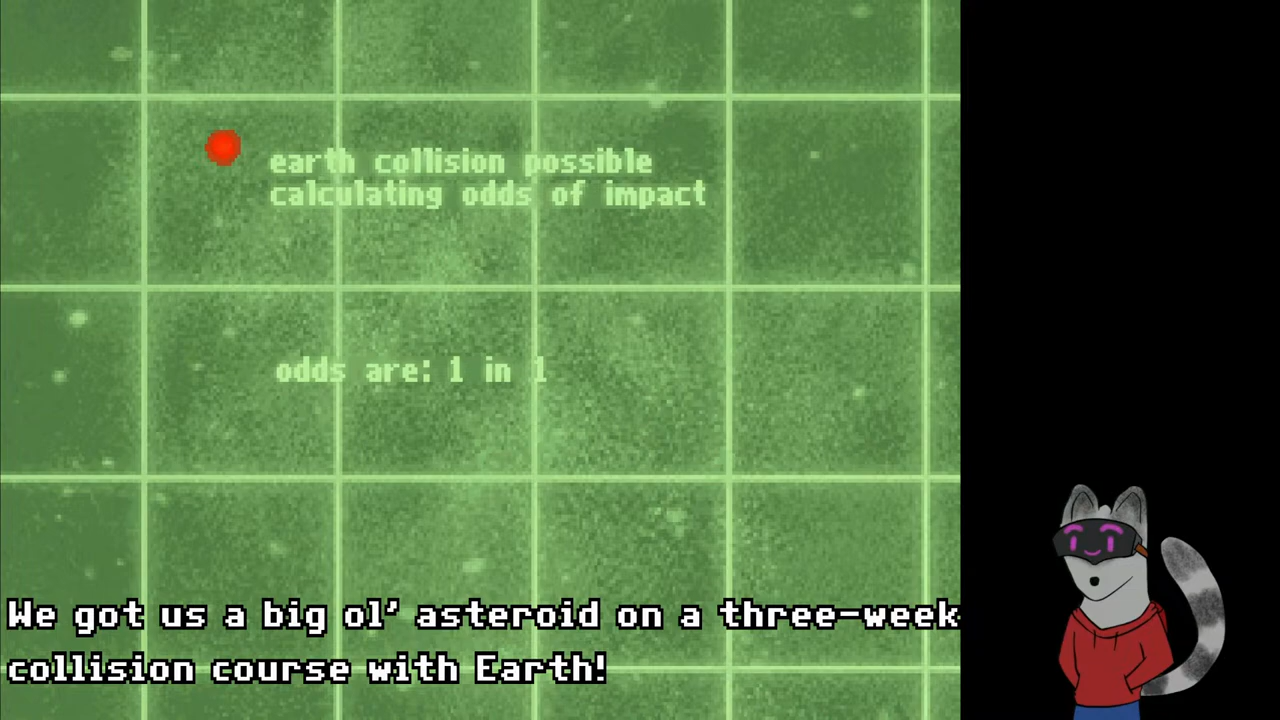 earth collision possible
calculating odds of impact
odds are: 1 in 1
We got us a big ol’ asteroid on a three-week
collision course with Earth!